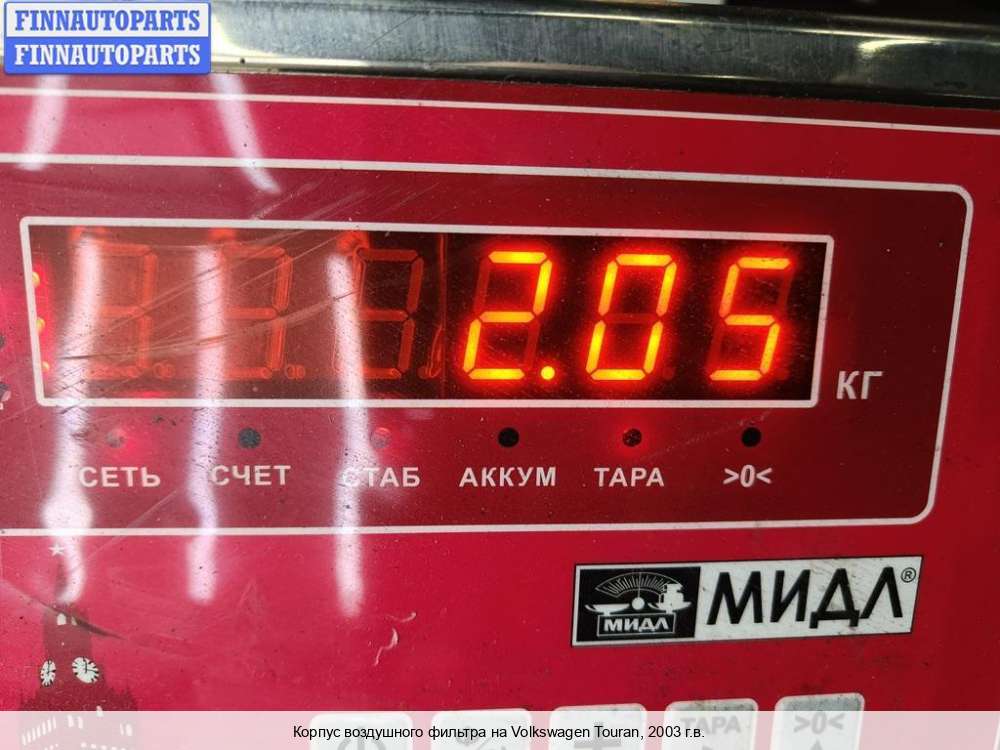 FINNAUTOPARTS
FINNAUTOPARTS
2.05
КГ
СЕТЬ СЧЕТ СТАБ АККУМ ТАРА >0<
МИДЛ МИДЛ®
ТАРА >0<
Корпус воздушного фильтра на Volkswagen Touran, 2003 г.в.